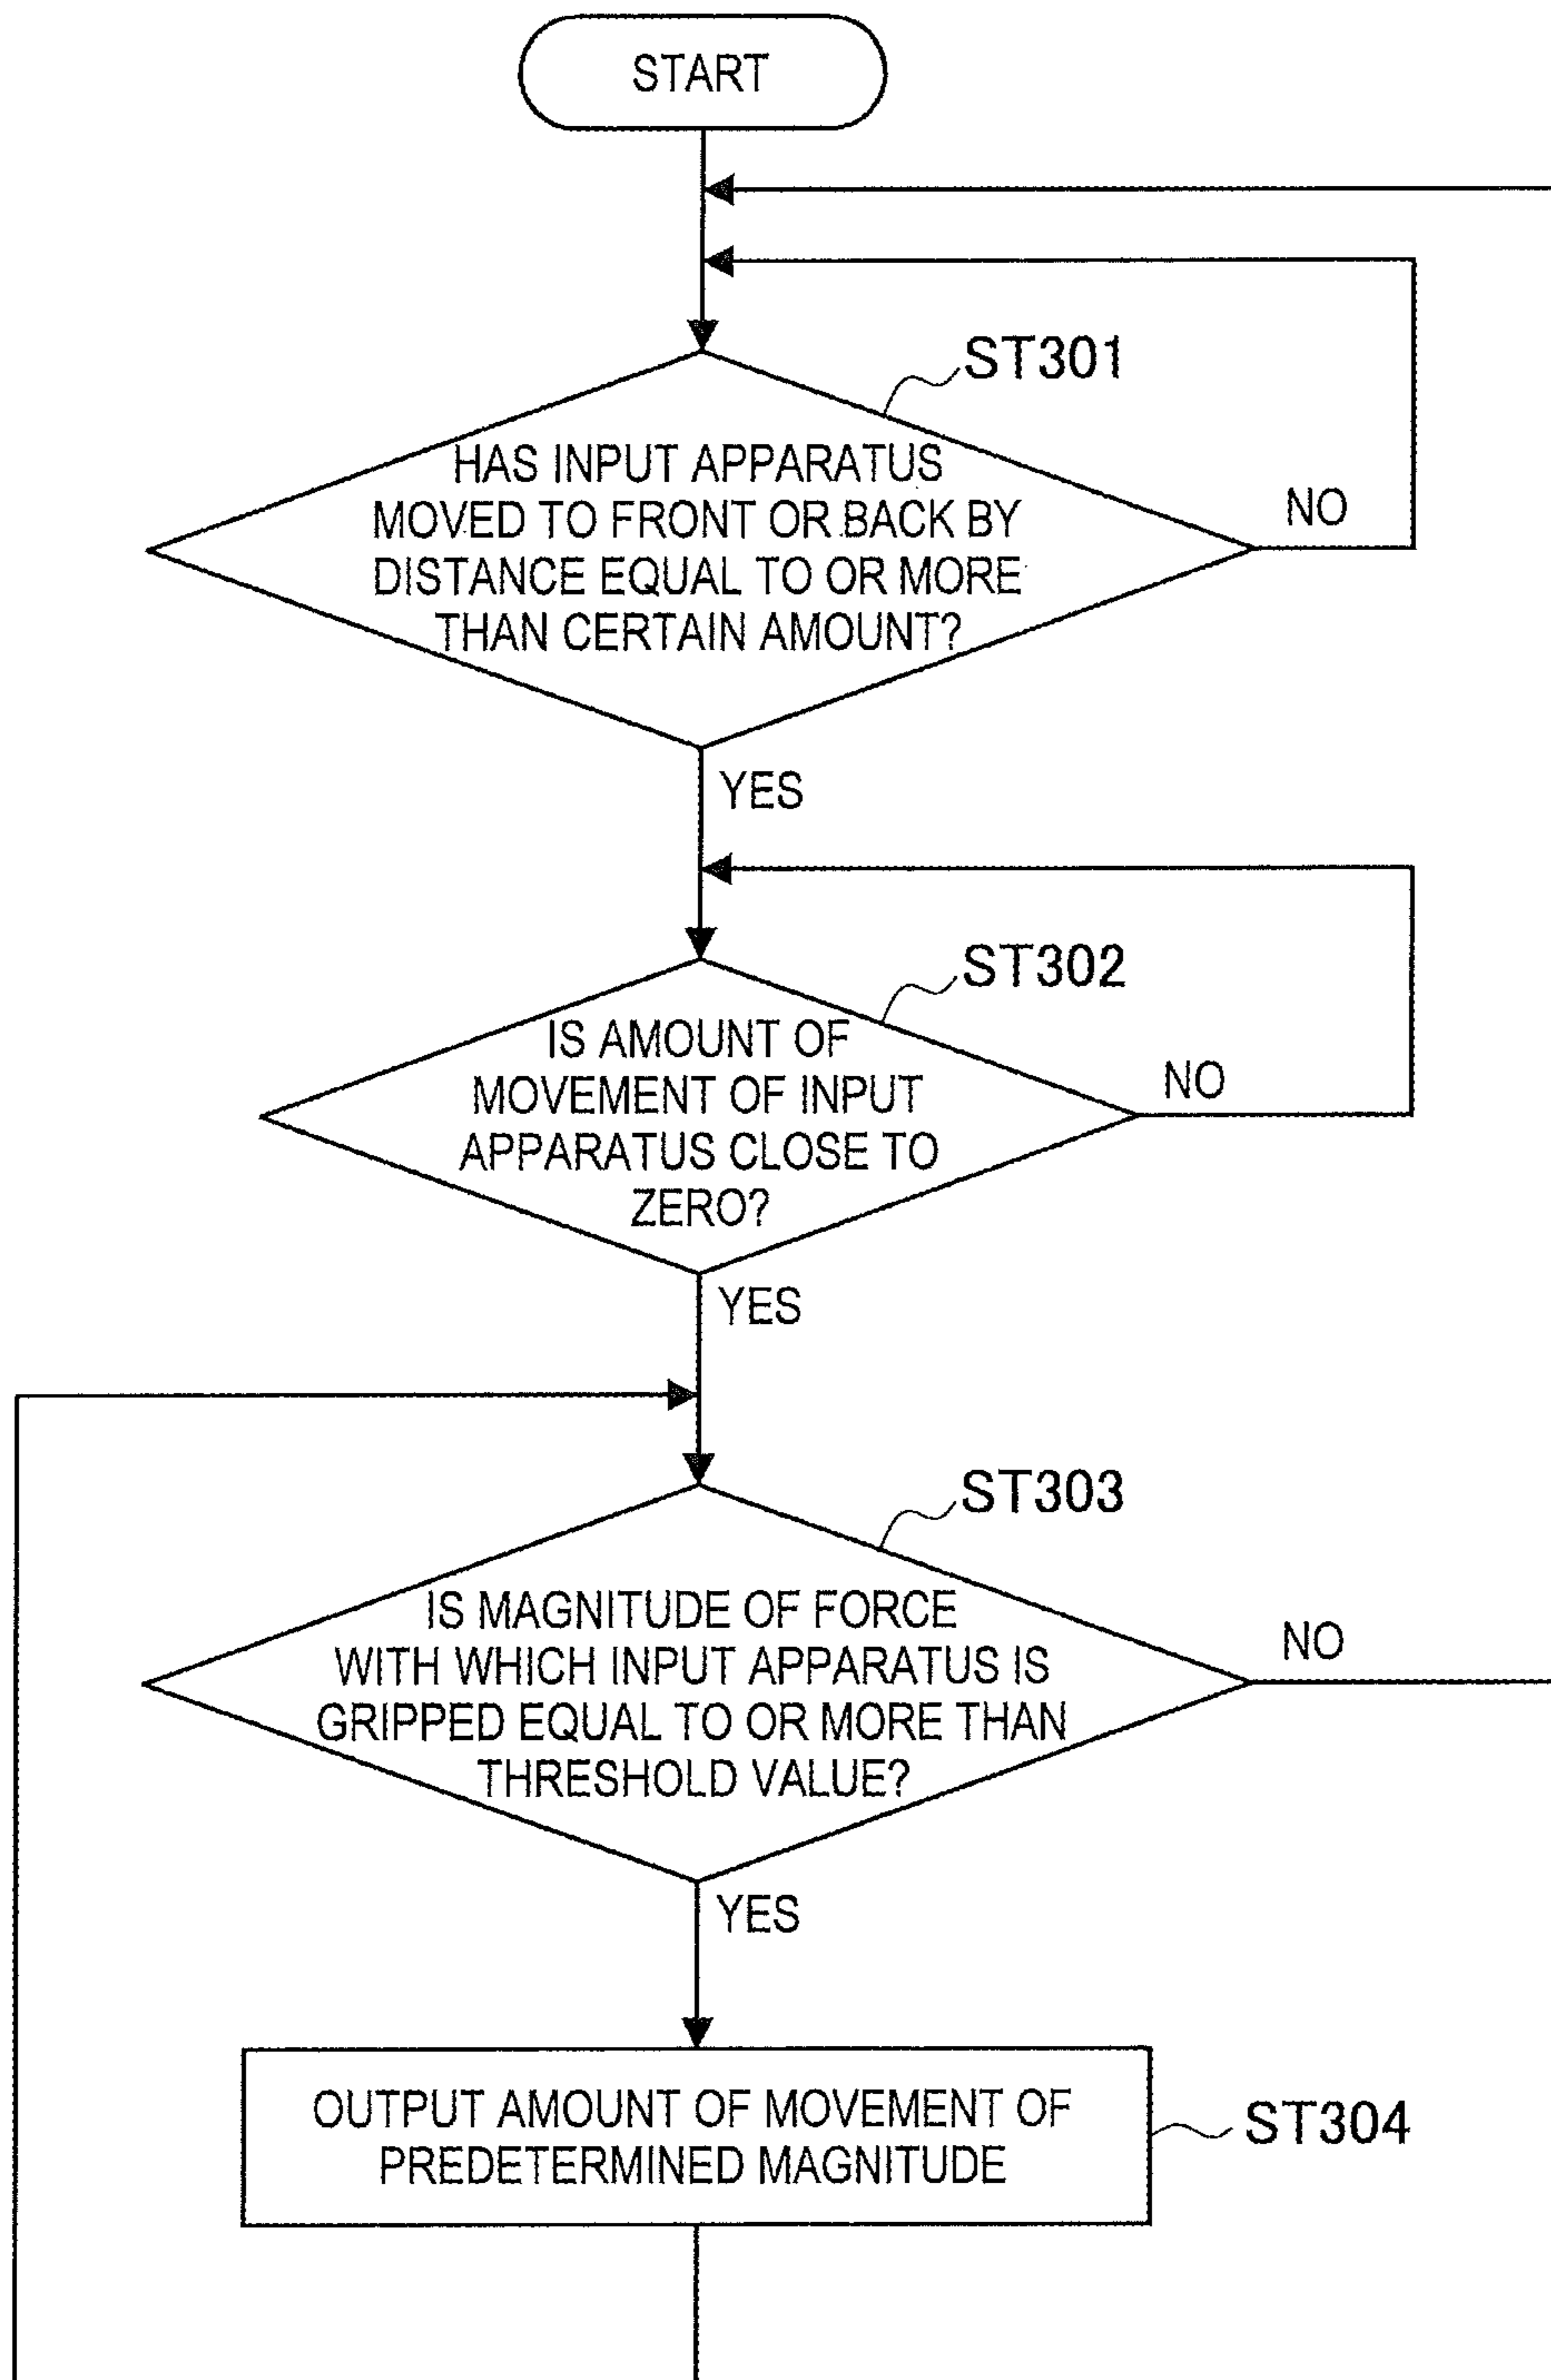 START
ST301
HAS INPUT APPARATUS
MOVED TO FRONT OR BACK BY
DISTANCE EQUAL TO OR MORE
THAN CERTAIN AMOUNT?
NO
YES
ST302
IS AMOUNT OF
MOVEMENT OF INPUT
APPARATUS CLOSE TO
ZERO?
NO
YES
ST303
IS MAGNITUDE OF FORCE
WITH WHICH INPUT APPARATUS IS
GRIPPED EQUAL TO OR MORE THAN
THRESHOLD VALUE?
NO
YES
OUTPUT AMOUNT OF MOVEMENT OF
PREDETERMINED MAGNITUDE
ST304